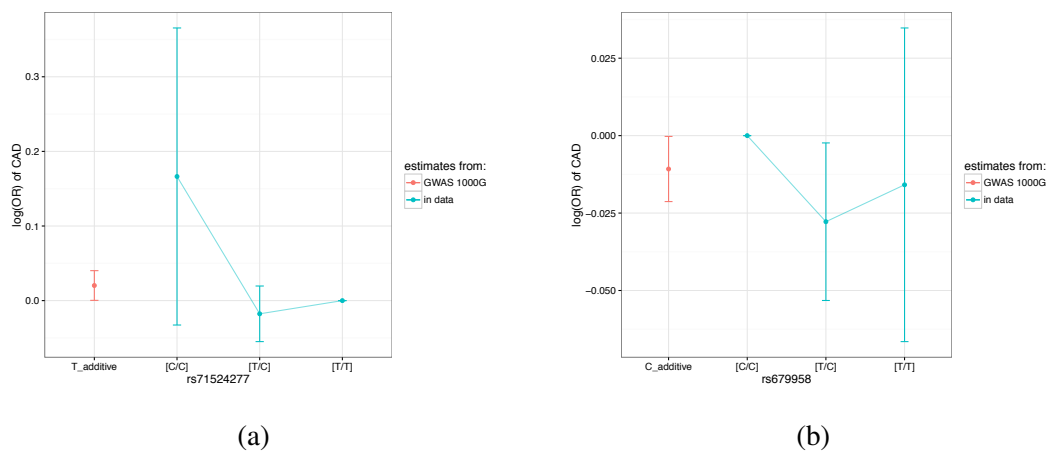 log(OR) of CAD
0.3
0.2
0.1
0.0
T_additive
[C/C]
[T/C]
[T/T]
rs71524277
estimates from:
GWAS 1000G
in data
(a)
log(OR) of CAD
0.025
0.000
−0.025
−0.050
C_additive
[C/C]
[T/C]
[T/T]
rs679958
estimates from:
GWAS 1000G
in data
(b)